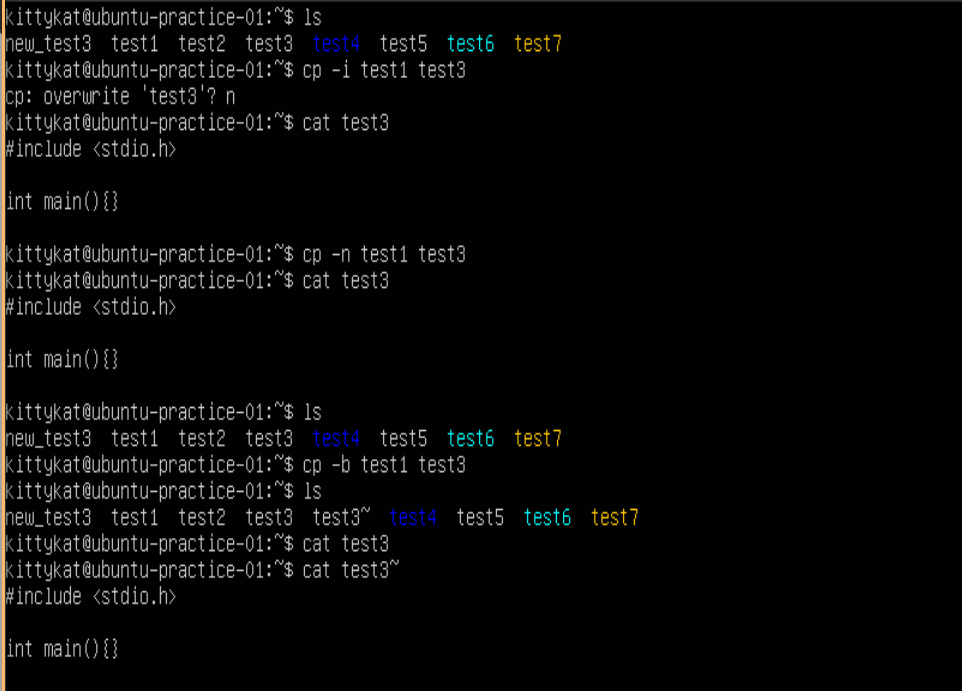 kittykat@ubuntu-practice-01:~$ ls
new_test3  test1  test2  test3  test4  test5  test6  test7
kittykat@ubuntu-practice-01:~$ cp -i test1 test3
cp: overwrite 'test3'? n
kittykat@ubuntu-practice-01:~$ cat test3
#include <stdio.h>
int main(){}
kittykat@ubuntu-practice-01:~$ cp -n test1 test3
kittykat@ubuntu-practice-01:~$ cat test3
#include <stdio.h>
int main(){}
kittykat@ubuntu-practice-01:~$ ls
new_test3  test1  test2  test3  test4  test5  test6  test7
kittykat@ubuntu-practice-01:~$ cp -b test1 test3
kittykat@ubuntu-practice-01:~$ ls
new_test3  test1  test2  test3  test3~  test4  test5  test6  test7
kittykat@ubuntu-practice-01:~$ cat test3
kittykat@ubuntu-practice-01:~$ cat test3~
#include <stdio.h>
int main(){}